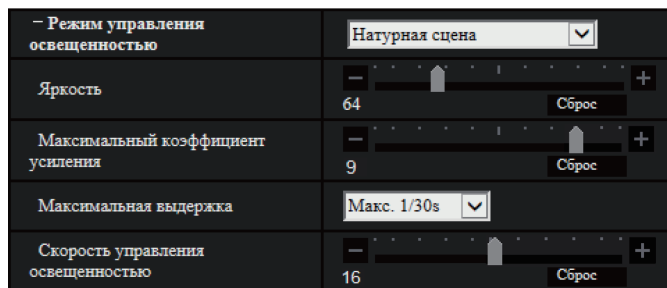 − Режим управления
освещенностью
Натурная сцена
Яркость
− +
64 Сброс
Максимальный коэффициент
усиления
− +
9 Сброс
Максимальная выдержка
Макс. 1/30s
Скорость управления
освещенностью
− +
16 Сброс